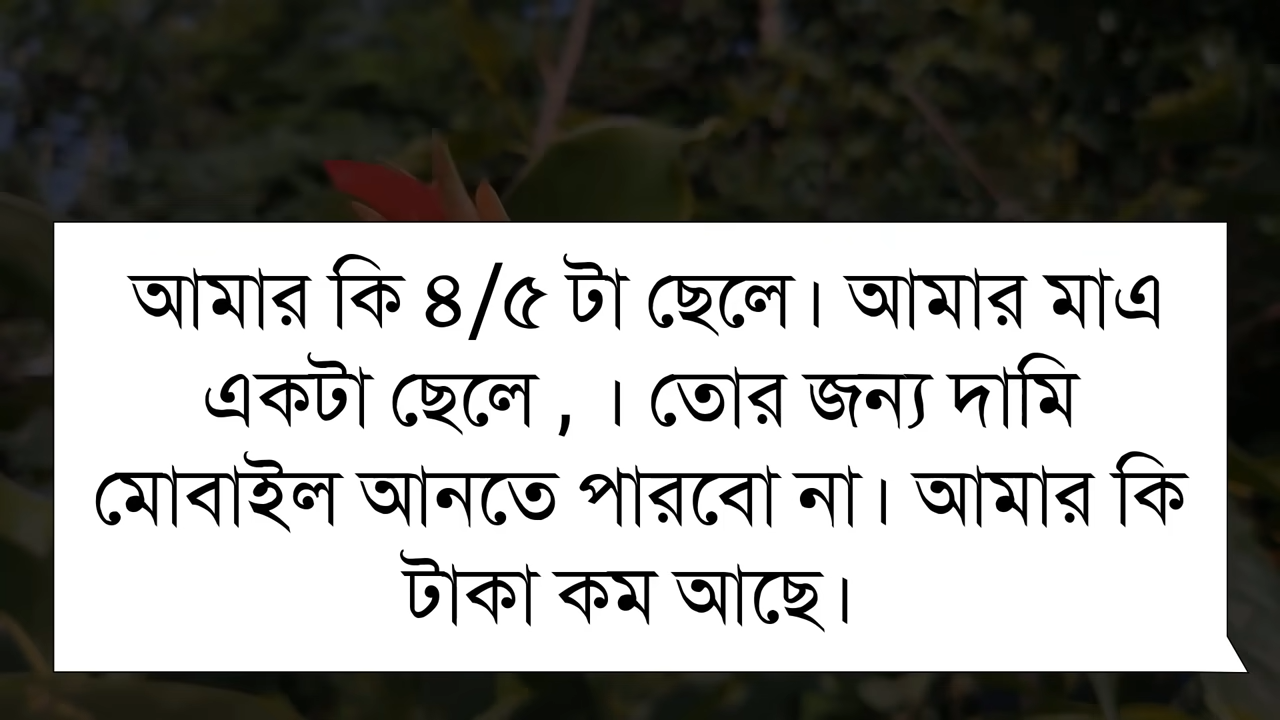 আমার কি ৪/৫ টা ছেলে। আমার মাএ
একটা ছেলে , । তোর জন্য দামি
মোবাইল আনতে পারবো না। আমার কি
টাকা কম আছে।